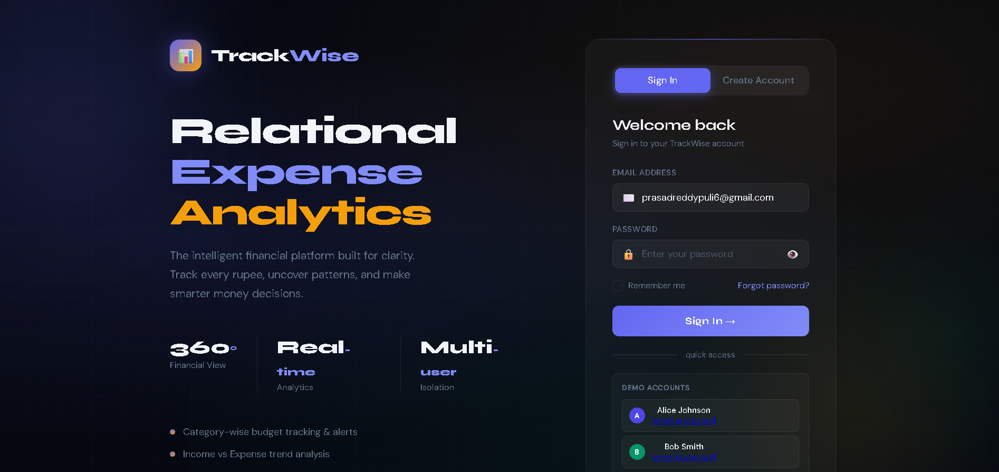 TrackWise
Relational
Expense
Analytics
The intelligent financial platform built for clarity.
Track every rupee, uncover patterns, and make
smarter money decisions.
360°
Financial View
Real-
time
Analytics
Multi-
user
Isolation
Category-wise budget tracking & alerts
Income vs Expense trend analysis
Sign In
Create Account
Welcome back
Sign in to your TrackWise account
EMAIL ADDRESS
prasadreddypuli6@gmail.com
PASSWORD
Enter your password
Remember me
Forgot password?
Sign In →
quick access
DEMO ACCOUNTS
A
Alice Johnson
[email protected]
B
Bob Smith
[email protected]